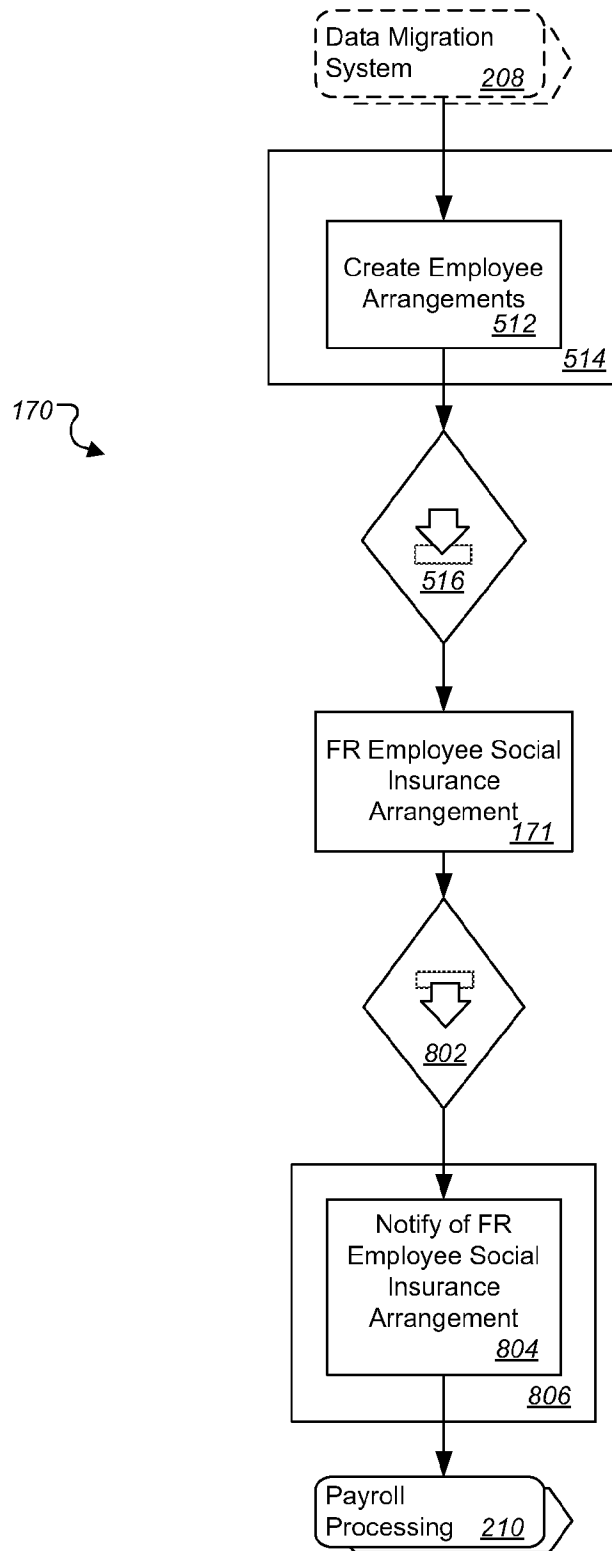 Data Migration
System
208
Create Employee
Arrangements
512
514
170
516
FR Employee Social
Insurance
Arrangement
171
802
Notify of FR
Employee Social
Insurance
Arrangement
804
806
Payroll
Processing
210